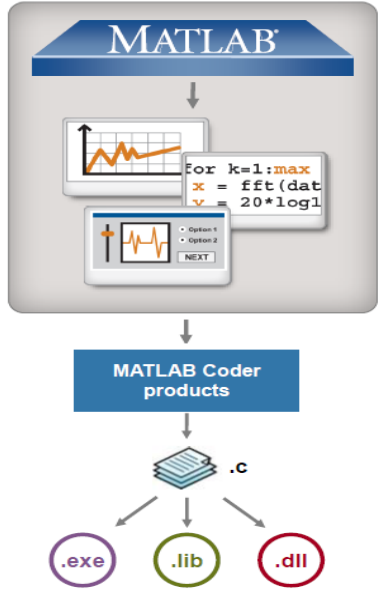 MATLAB®
for k=1:max
x = fft(dat
y = 20*log1
Option 1
Option 2
NEXT
MATLAB Coder
products
.c
.exe
.lib
.dll